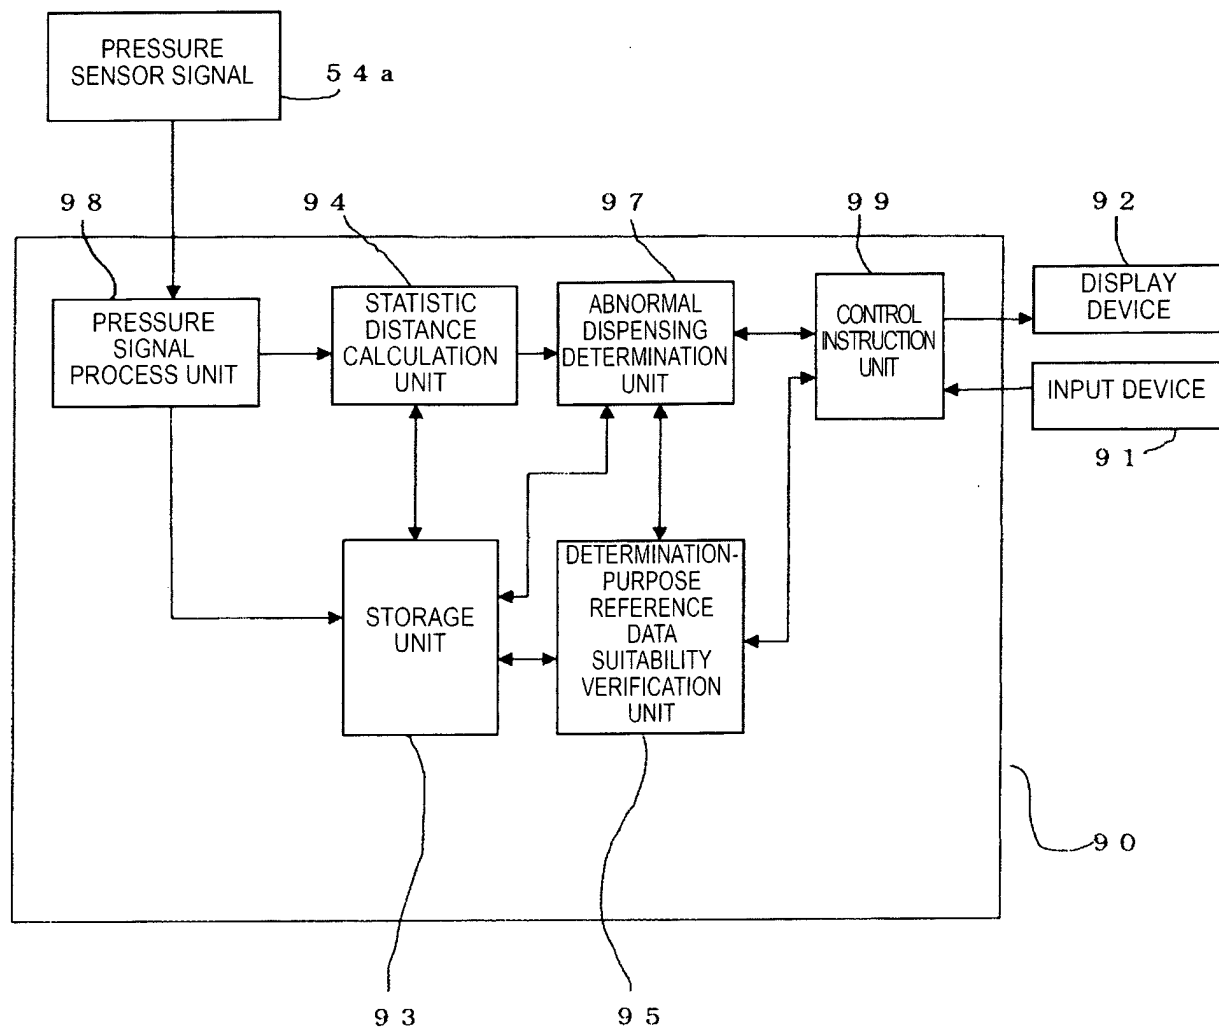 PRESSURE
SENSOR SIGNAL
54a
98
94
97
99
92
PRESSURE
SIGNAL
PROCESS UNIT
STATISTIC
DISTANCE
CALCULATION
UNIT
ABNORMAL
DISPENSING
DETERMINATION
UNIT
CONTROL
INSTRUCTION
UNIT
DISPLAY
DEVICE
INPUT DEVICE
91
STORAGE
UNIT
DETERMINATION-
PURPOSE
REFERENCE
DATA
SUITABILITY
VERIFICATION
UNIT
90
93
95